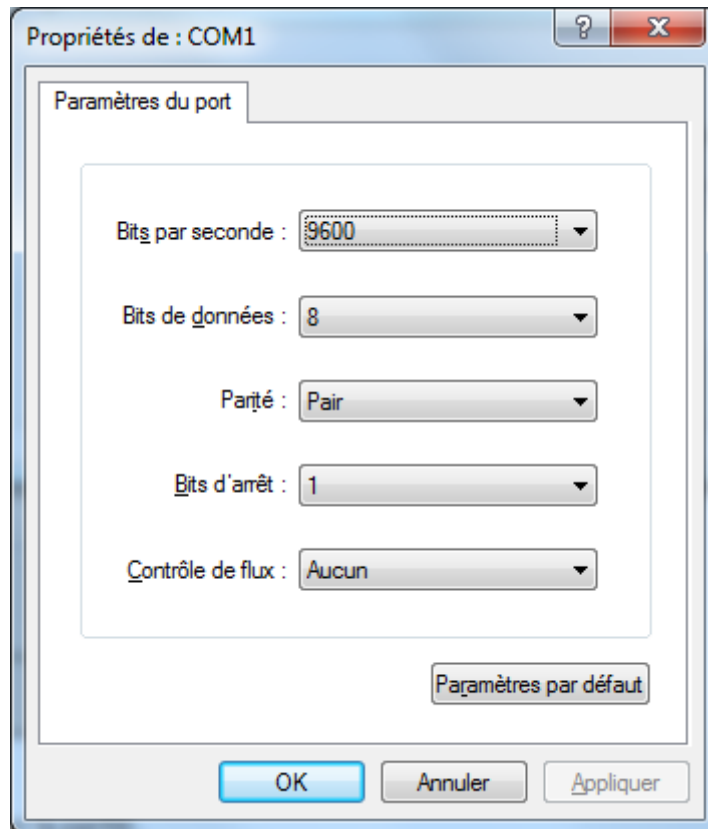 Propriétés de : COM1
?
X
Paramètres du port
Bits par seconde : 9600
Bits de données : 8
Parité : Pair
Bits d'arrêt : 1
Contrôle de flux : Aucun
Paramètres par défaut
OK Annuler Appliquer